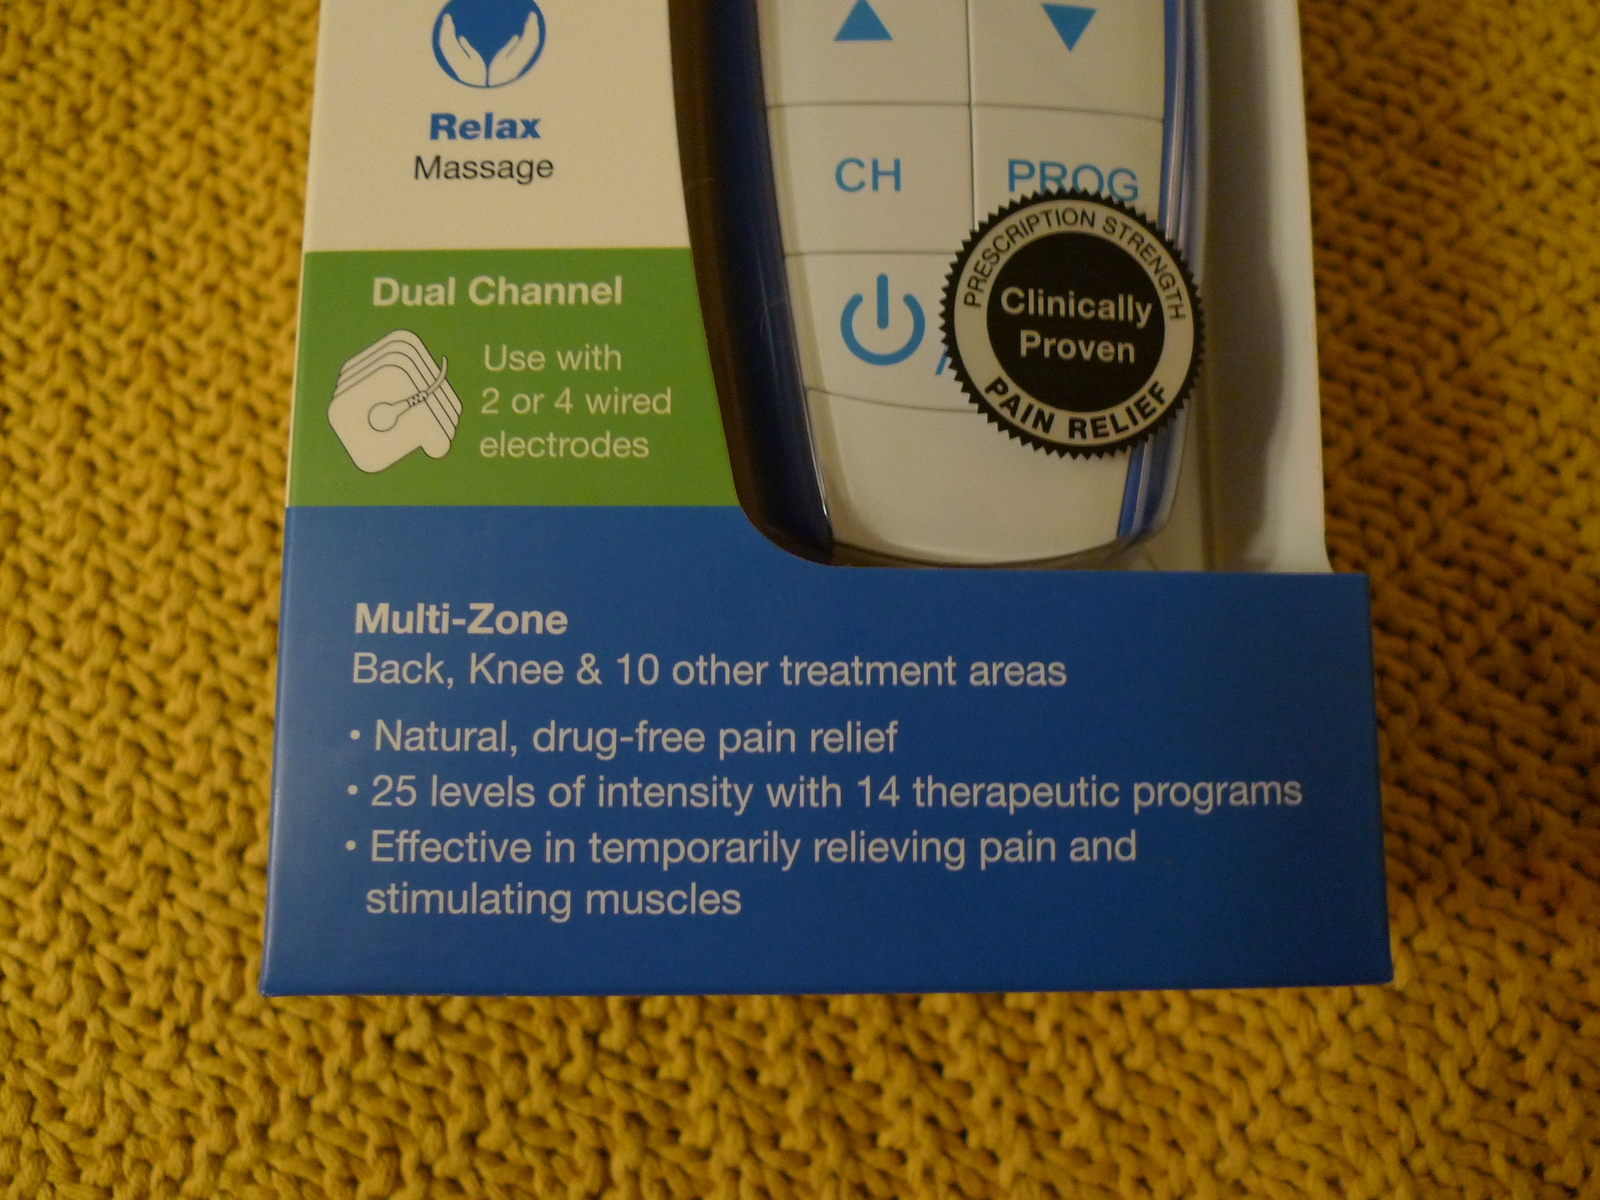 Relax
Massage
CH
PROG
PRESCRIPTION STRENGTH
Clinically
Proven
PAIN RELIEF
Dual Channel
Use with
2 or 4 wired
electrodes
Multi-Zone
Back, Knee & 10 other treatment areas
• Natural, drug-free pain relief
• 25 levels of intensity with 14 therapeutic programs
• Effective in temporarily relieving pain and
stimulating muscles